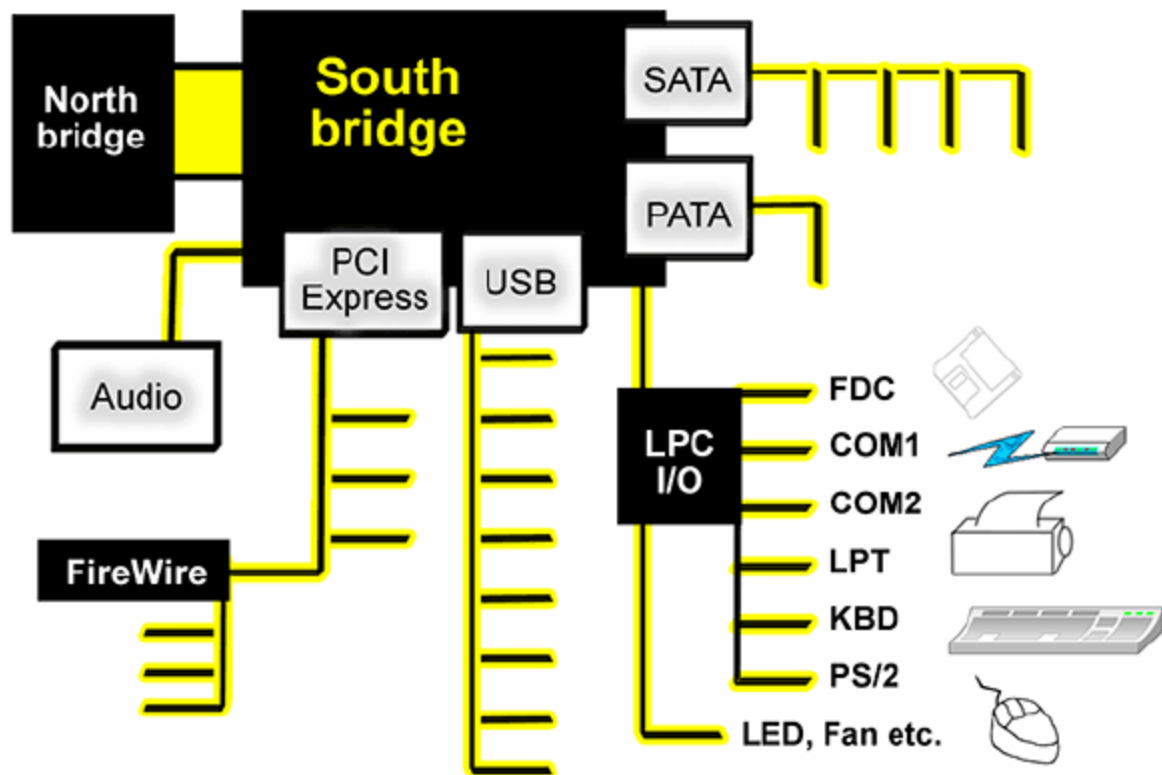 North
bridge
South
bridge
SATA
PATA
PCI
Express
USB
Audio
FireWire
LPC
I/O
FDC
COM1
COM2
LPT
KBD
PS/2
LED, Fan etc.